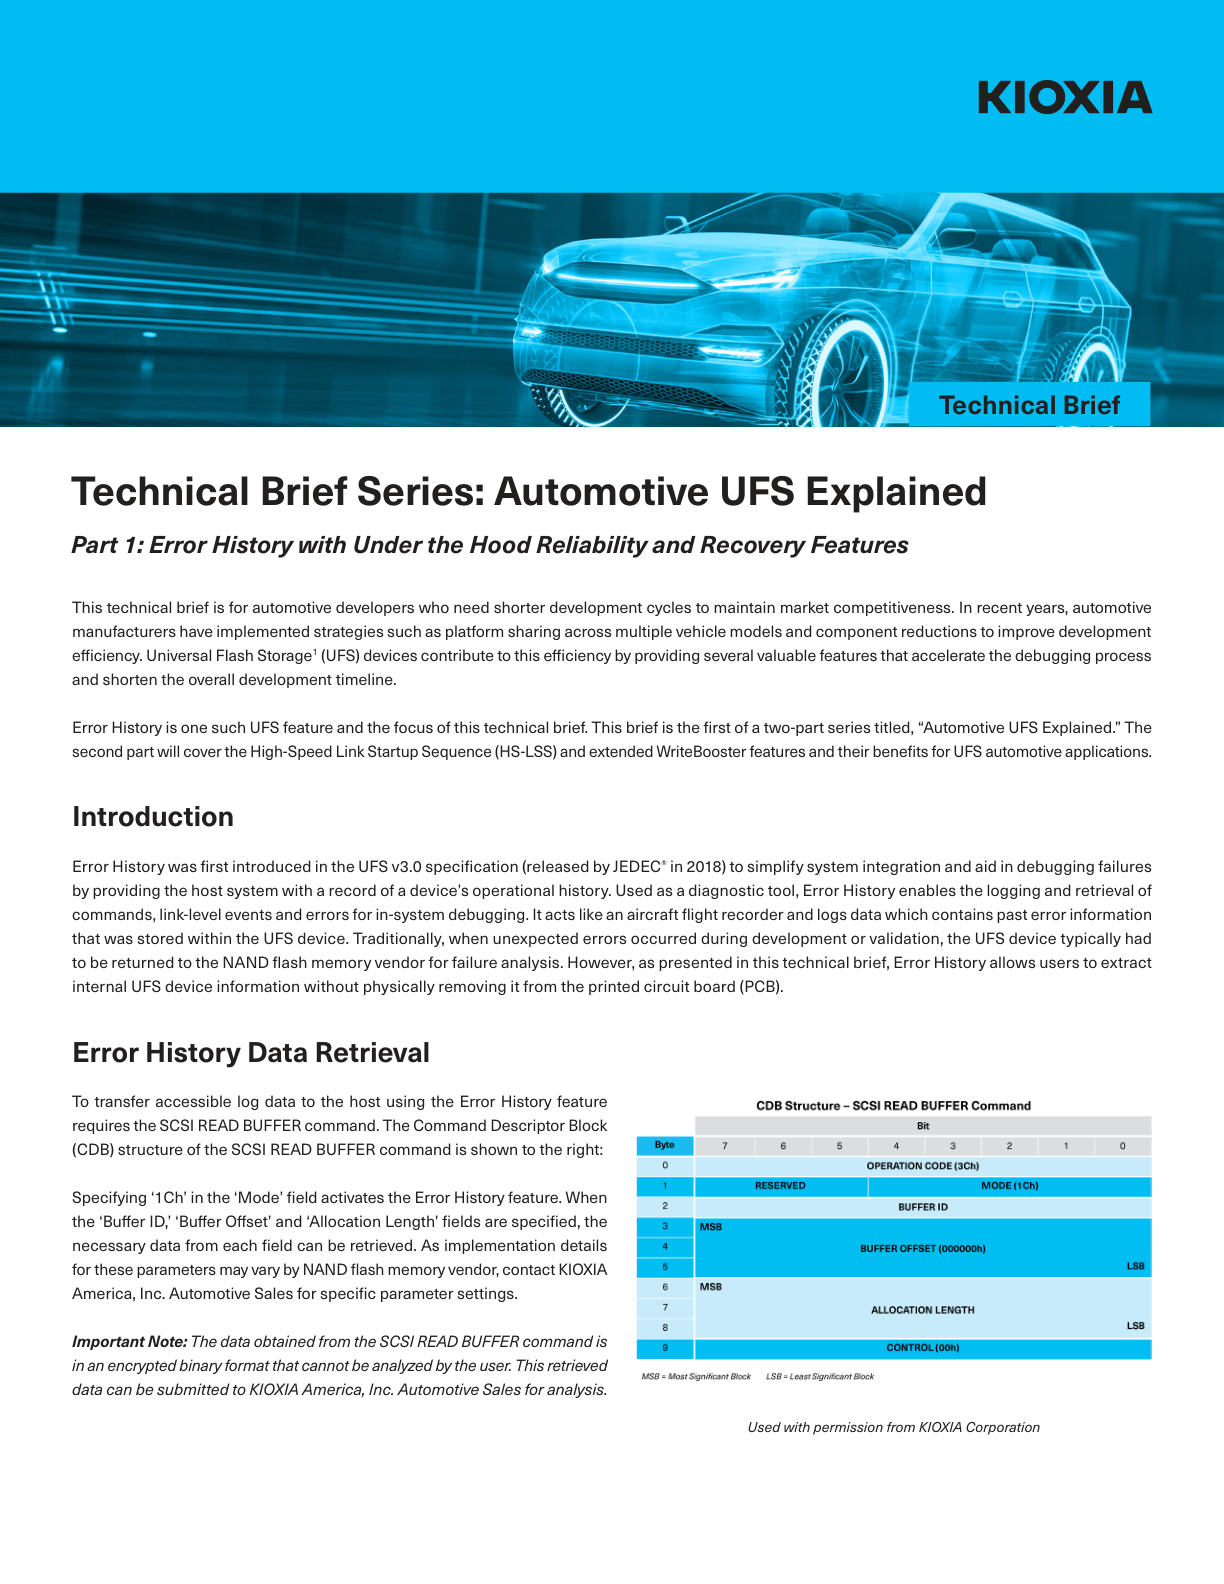 KIOXIA
Technical Brief
Technical Brief Series: Automotive UFS Explained
Part 1: Error History with Under the Hood Reliability and Recovery Features
This technical brief is for automotive developers who need shorter development cycles to maintain market competitiveness. In recent years, automotive
manufacturers have implemented strategies such as platform sharing across multiple vehicle models and component reductions to improve development
efficiency. Universal Flash Storage¹ (UFS) devices contribute to this efficiency by providing several valuable features that accelerate the debugging process
and shorten the overall development timeline.
Error History is one such UFS feature and the focus of this technical brief. This brief is the first of a two-part series titled, “Automotive UFS Explained.” The
second part will cover the High-Speed Link Startup Sequence (HS-LSS) and extended WriteBooster features and their benefits for UFS automotive applications.
Introduction
Error History was first introduced in the UFS v3.0 specification (released by JEDEC® in 2018) to simplify system integration and aid in debugging failures
by providing the host system with a record of a device’s operational history. Used as a diagnostic tool, Error History enables the logging and retrieval of
commands, link-level events and errors for in-system debugging. It acts like an aircraft flight recorder and logs data which contains past error information
that was stored within the UFS device. Traditionally, when unexpected errors occurred during development or validation, the UFS device typically had
to be returned to the NAND flash memory vendor for failure analysis. However, as presented in this technical brief, Error History allows users to extract
internal UFS device information without physically removing it from the printed circuit board (PCB).
Error History Data Retrieval
To transfer accessible log data to the host using the Error History feature
requires the SCSI READ BUFFER command. The Command Descriptor Block
(CDB) structure of the SCSI READ BUFFER command is shown to the right:
Specifying ‘1Ch’ in the ‘Mode’ field activates the Error History feature. When
the ‘Buffer ID,’ ‘Buffer Offset’ and ‘Allocation Length’ fields are specified, the
necessary data from each field can be retrieved. As implementation details
for these parameters may vary by NAND flash memory vendor, contact KIOXIA
America, Inc. Automotive Sales for specific parameter settings.
Important Note: The data obtained from the SCSI READ BUFFER command is
in an encrypted binary format that cannot be analyzed by the user. This retrieved
data can be submitted to KIOXIA America, Inc. Automotive Sales for analysis.
CDB Structure – SCSI READ BUFFER Command
Bit
Byte 7 6 5 4 3 2 1 0
0 OPERATION CODE (3Ch)
1 RESERVED MODE (1Ch)
2 BUFFER ID
3 MSB
4 BUFFER OFFSET (000000h)
5 LSB
6 MSB
7 ALLOCATION LENGTH
8 LSB
9 CONTROL (00h)
MSB = Most Significant Block LSB = Least Significant Block
Used with permission from KIOXIA Corporation